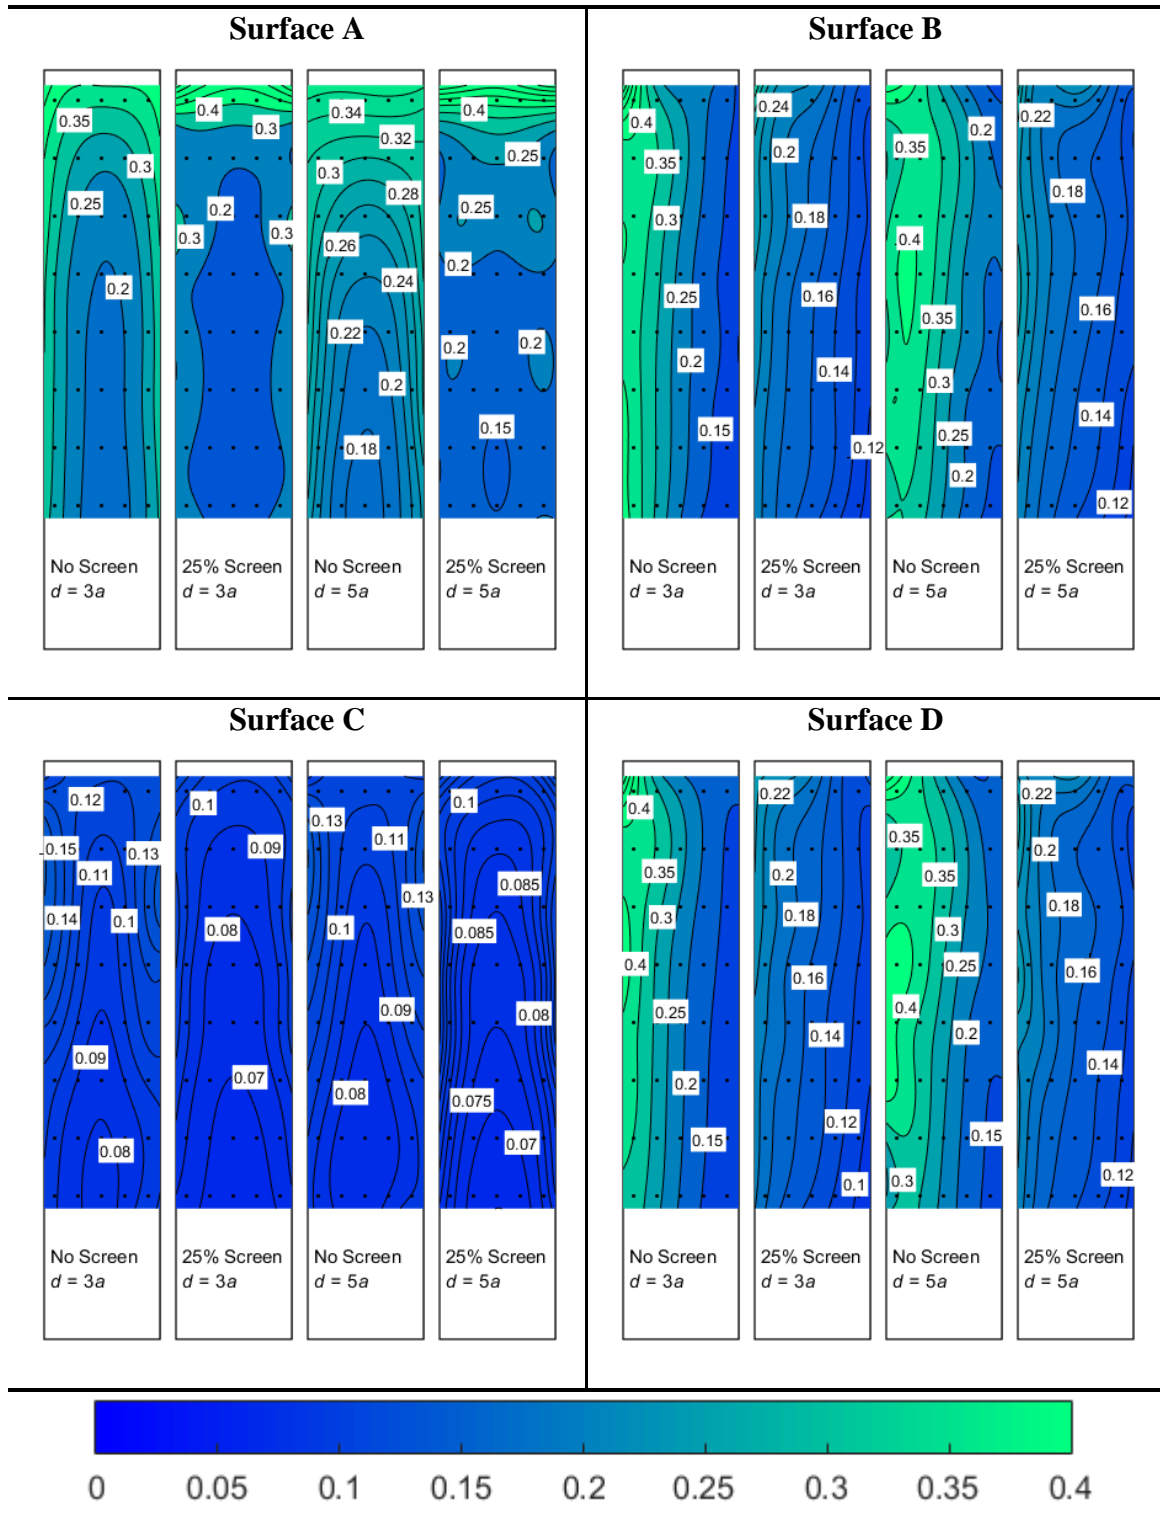 Surface A
Surface B
0.35
0.3
0.25
0.2
0.4
0.3
0.2
0.3
0.3
0.34
0.32
0.3
0.28
0.26
0.24
0.22
0.2
0.18
0.4
0.25
0.25
0.2
0.2
0.2
0.15
0.4
0.35
0.3
0.25
0.2
0.15
0.24
0.2
0.18
0.16
0.14
0.12
0.2
0.35
0.4
0.35
0.3
0.25
0.2
0.22
0.18
0.16
0.14
0.12
No Screen
d = 3a
25% Screen
d = 3a
No Screen
d = 5a
25% Screen
d = 5a
No Screen
d = 3a
25% Screen
d = 3a
No Screen
d = 5a
25% Screen
d = 5a
Surface C
Surface D
0.12
0.15
0.13
0.11
0.14
0.1
0.09
0.08
0.1
0.09
0.08
0.07
0.13
0.11
0.13
0.1
0.09
0.08
0.1
0.085
0.085
0.08
0.075
0.07
0.4
0.35
0.3
0.4
0.25
0.2
0.15
0.22
0.2
0.18
0.16
0.14
0.12
0.1
0.35
0.35
0.3
0.25
0.4
0.2
0.15
0.3
0.22
0.2
0.18
0.16
0.14
0.12
No Screen
d = 3a
25% Screen
d = 3a
No Screen
d = 5a
25% Screen
d = 5a
No Screen
d = 3a
25% Screen
d = 3a
No Screen
d = 5a
25% Screen
d = 5a
0 0.05 0.1 0.15 0.2 0.25 0.3 0.35 0.4